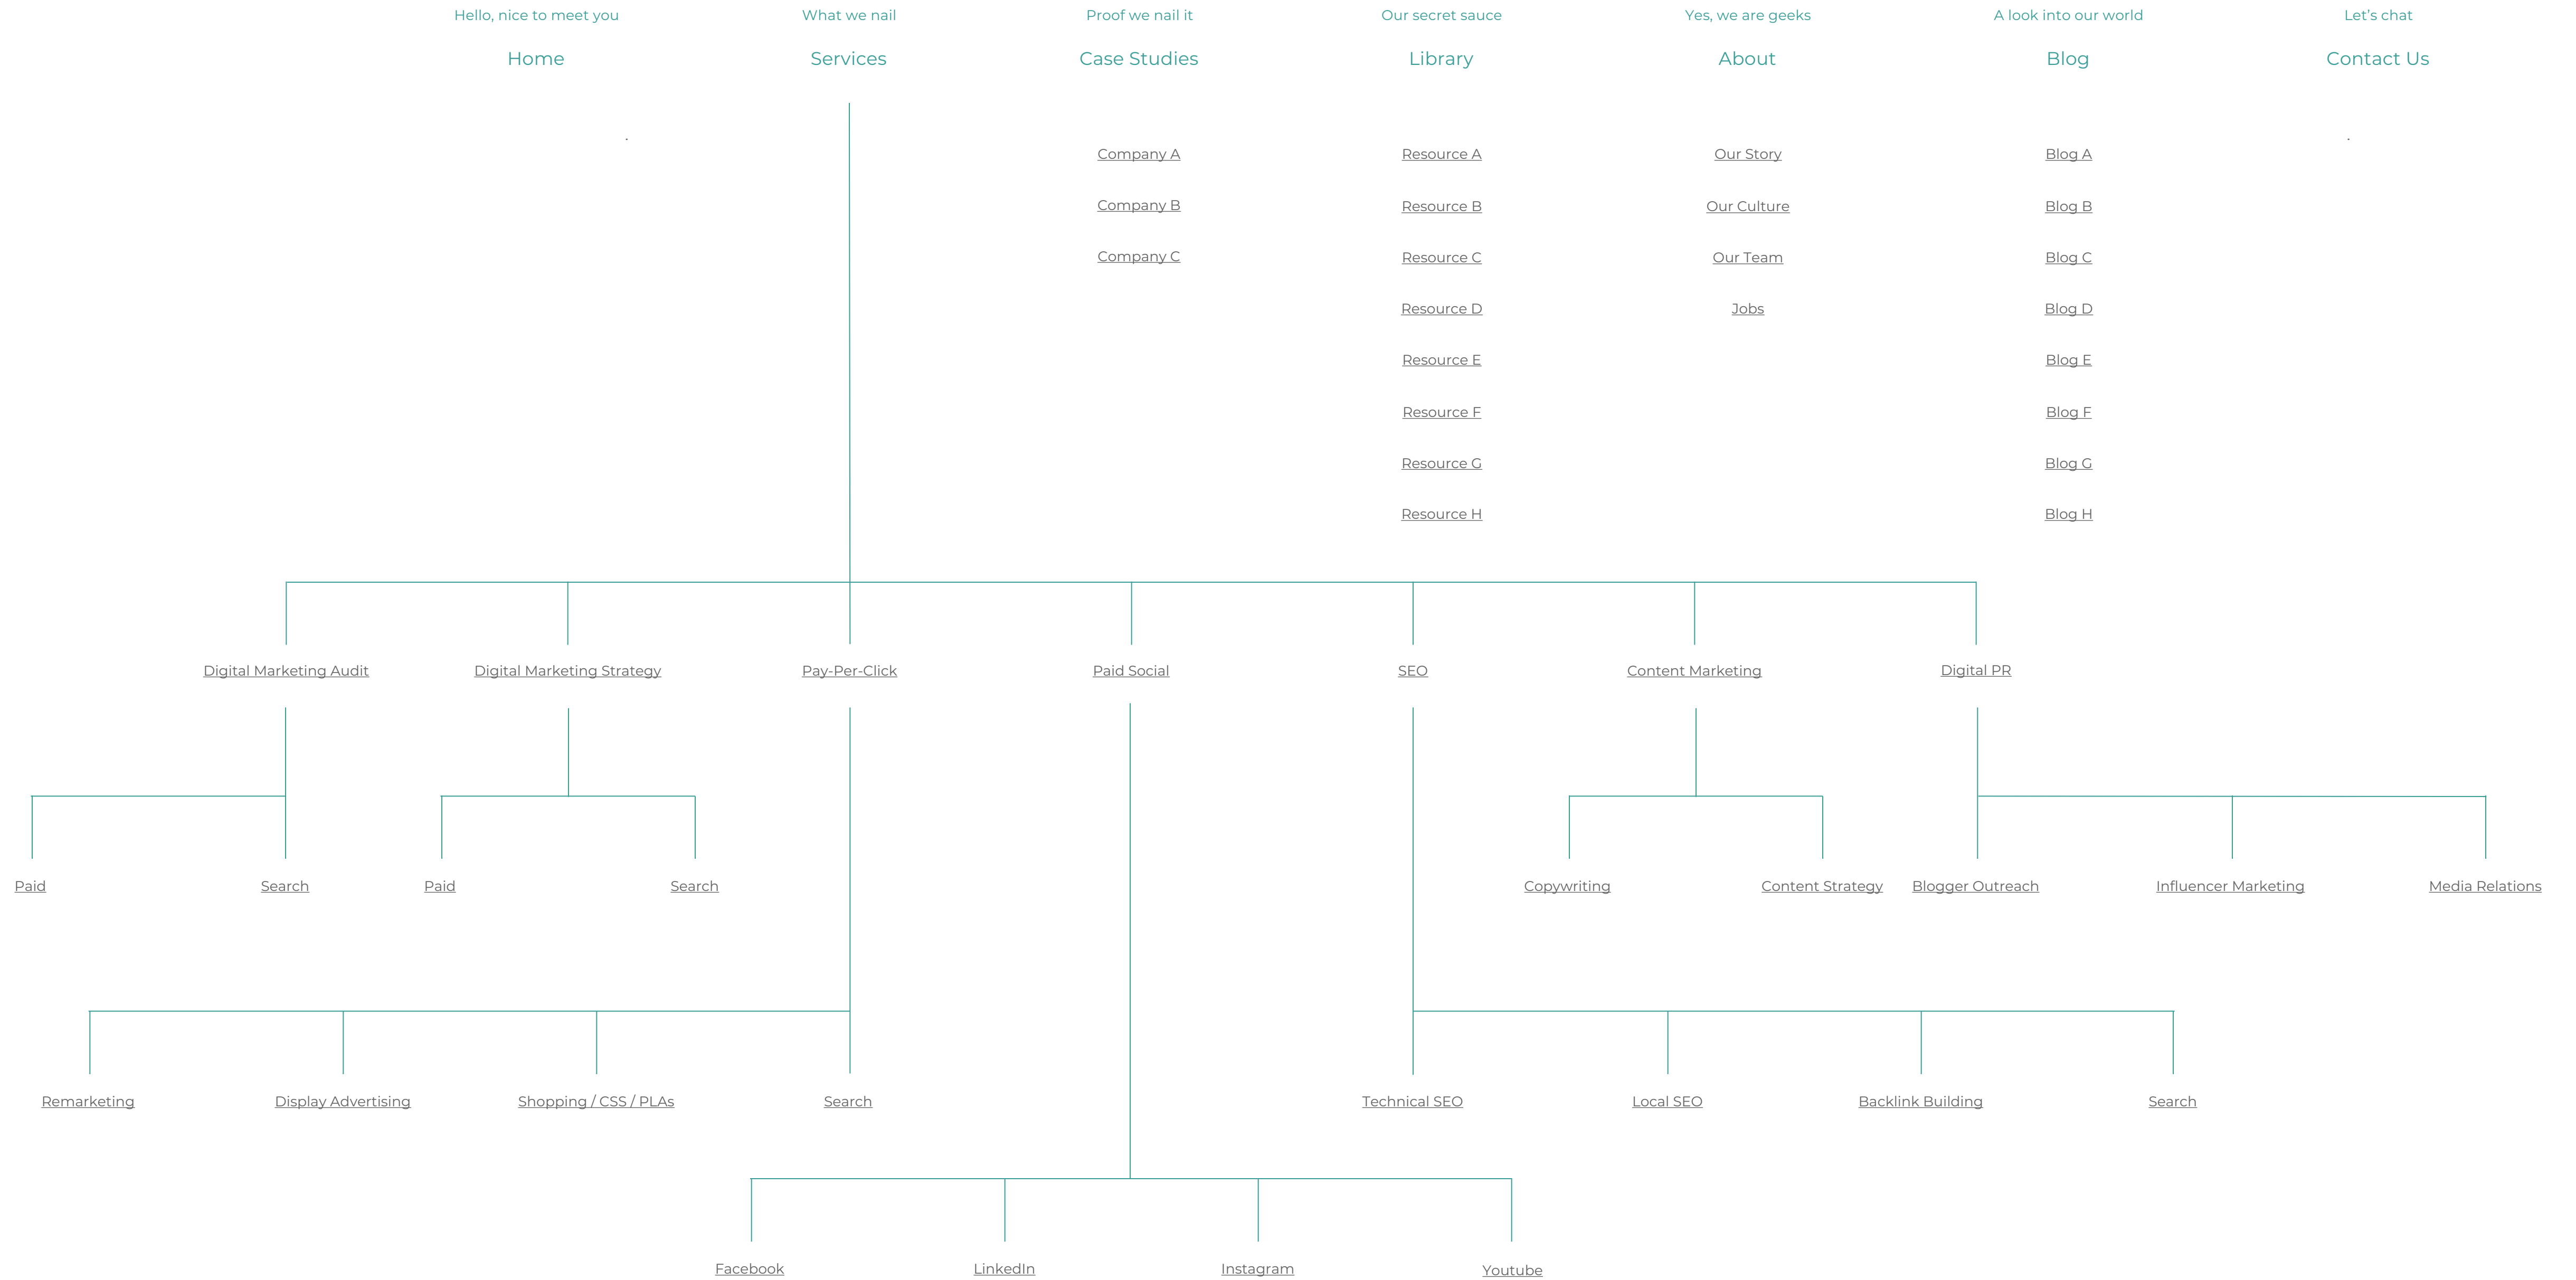 Hello, nice to meet you
What we nail
Proof we nail it
Our secret sauce
Yes, we are geeks
A look into our world
Let's chat
Home
Services
Case Studies
Library
About
Blog
Contact Us
Company A
Resource A
Our Story
Blog A
Company B
Resource B
Our Culture
Blog B
Company C
Resource C
Our Team
Blog C
Resource D
Jobs
Blog D
Resource E
Blog E
Resource F
Blog F
Resource G
Blog G
Resource H
Blog H
Digital Marketing Audit
Digital Marketing Strategy
Pay-Per-Click
Paid Social
SEO
Content Marketing
Digital PR
Paid
Search
Paid
Search
Copywriting
Content Strategy
Blogger Outreach
Influencer Marketing
Media Relations
Remarketing
Display Advertising
Shopping / CSS / PLAs
Search
Technical SEO
Local SEO
Backlink Building
Search
Facebook
LinkedIn
Instagram
Youtube